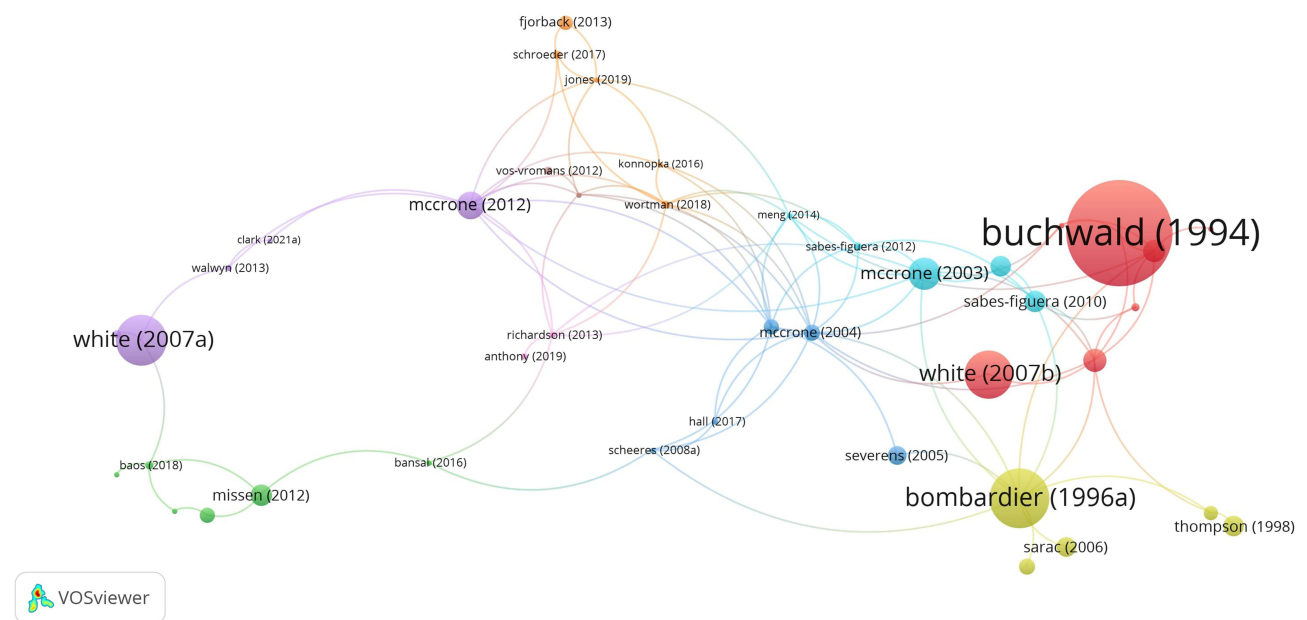 fjorback (2013)
schroeder (2017)
jones (2019)
konnopka (2016)
vos-vromans (2012)
mccrone (2012)
wortman (2018)
meng (2014)
buchwald (1994)
clark (2021a)
sabes-figuera (2012)
walwyn (2013)
mccrone (2003)
sabes-figuera (2010)
white (2007a)
richardson (2013)
mccrone (2004)
anthony (2019)
white (2007b)
hall (2017)
scheeres (2008a)
severens (2005)
baos (2018)
bansal (2016)
missen (2012)
bombardier (1996a)
thompson (1998)
sarac (2006)
VOSviewer